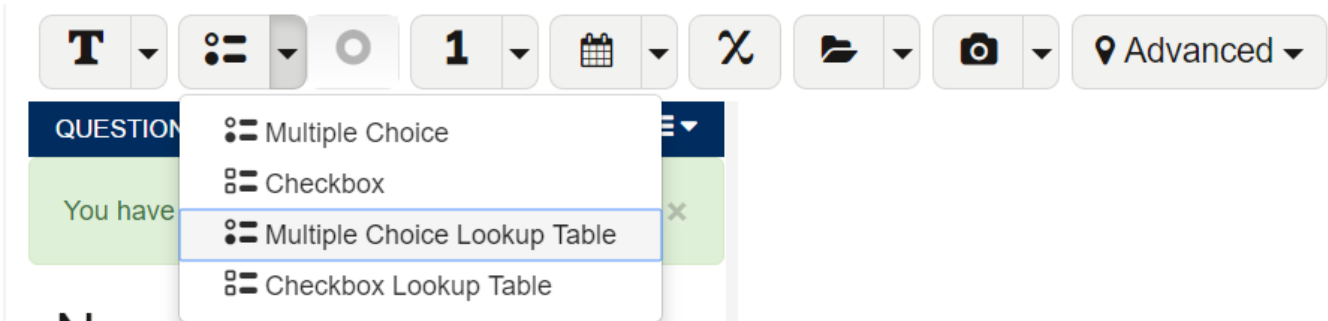 T 1 x Advanced
QUESTION
Multiple Choice
Checkbox
You have
Multiple Choice Lookup Table
Checkbox Lookup Table